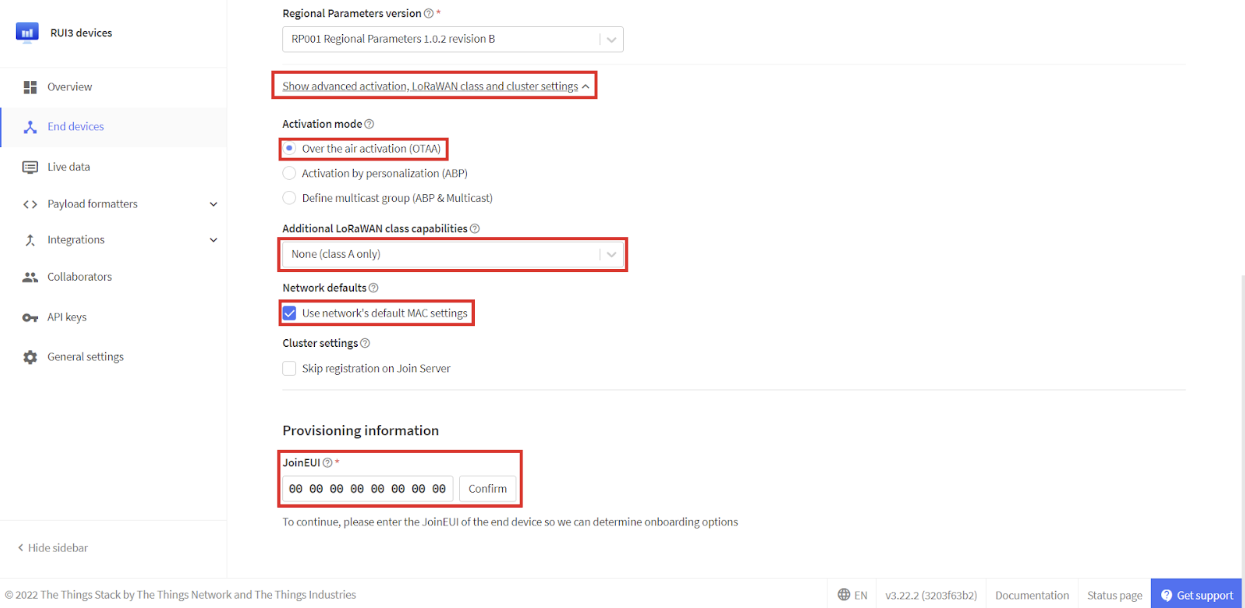 RUI3 devices
Overview
End devices
Live data
Payload formatters
Integrations
Collaborators
API keys
General settings
Hide sidebar
Regional Parameters version *
RP001 Regional Parameters 1.0.2 revision B
Show advanced activation, LoRaWAN class and cluster settings
Activation mode
Over the air activation (OTAA)
Activation by personalization (ABP)
Define multicast group (ABP & Multicast)
Additional LoRaWAN class capabilities
None (class A only)
Network defaults
Use network's default MAC settings
Cluster settings
Skip registration on Join Server
Provisioning information
JoinEUI *
00 00 00 00 00 00 00 00 Confirm
To continue, please enter the JoinEUI of the end device so we can determine onboarding options
© 2022 The Things Stack by The Things Network and The Things Industries
EN v3.22.2 (3203f63b2) Documentation Status page Get support